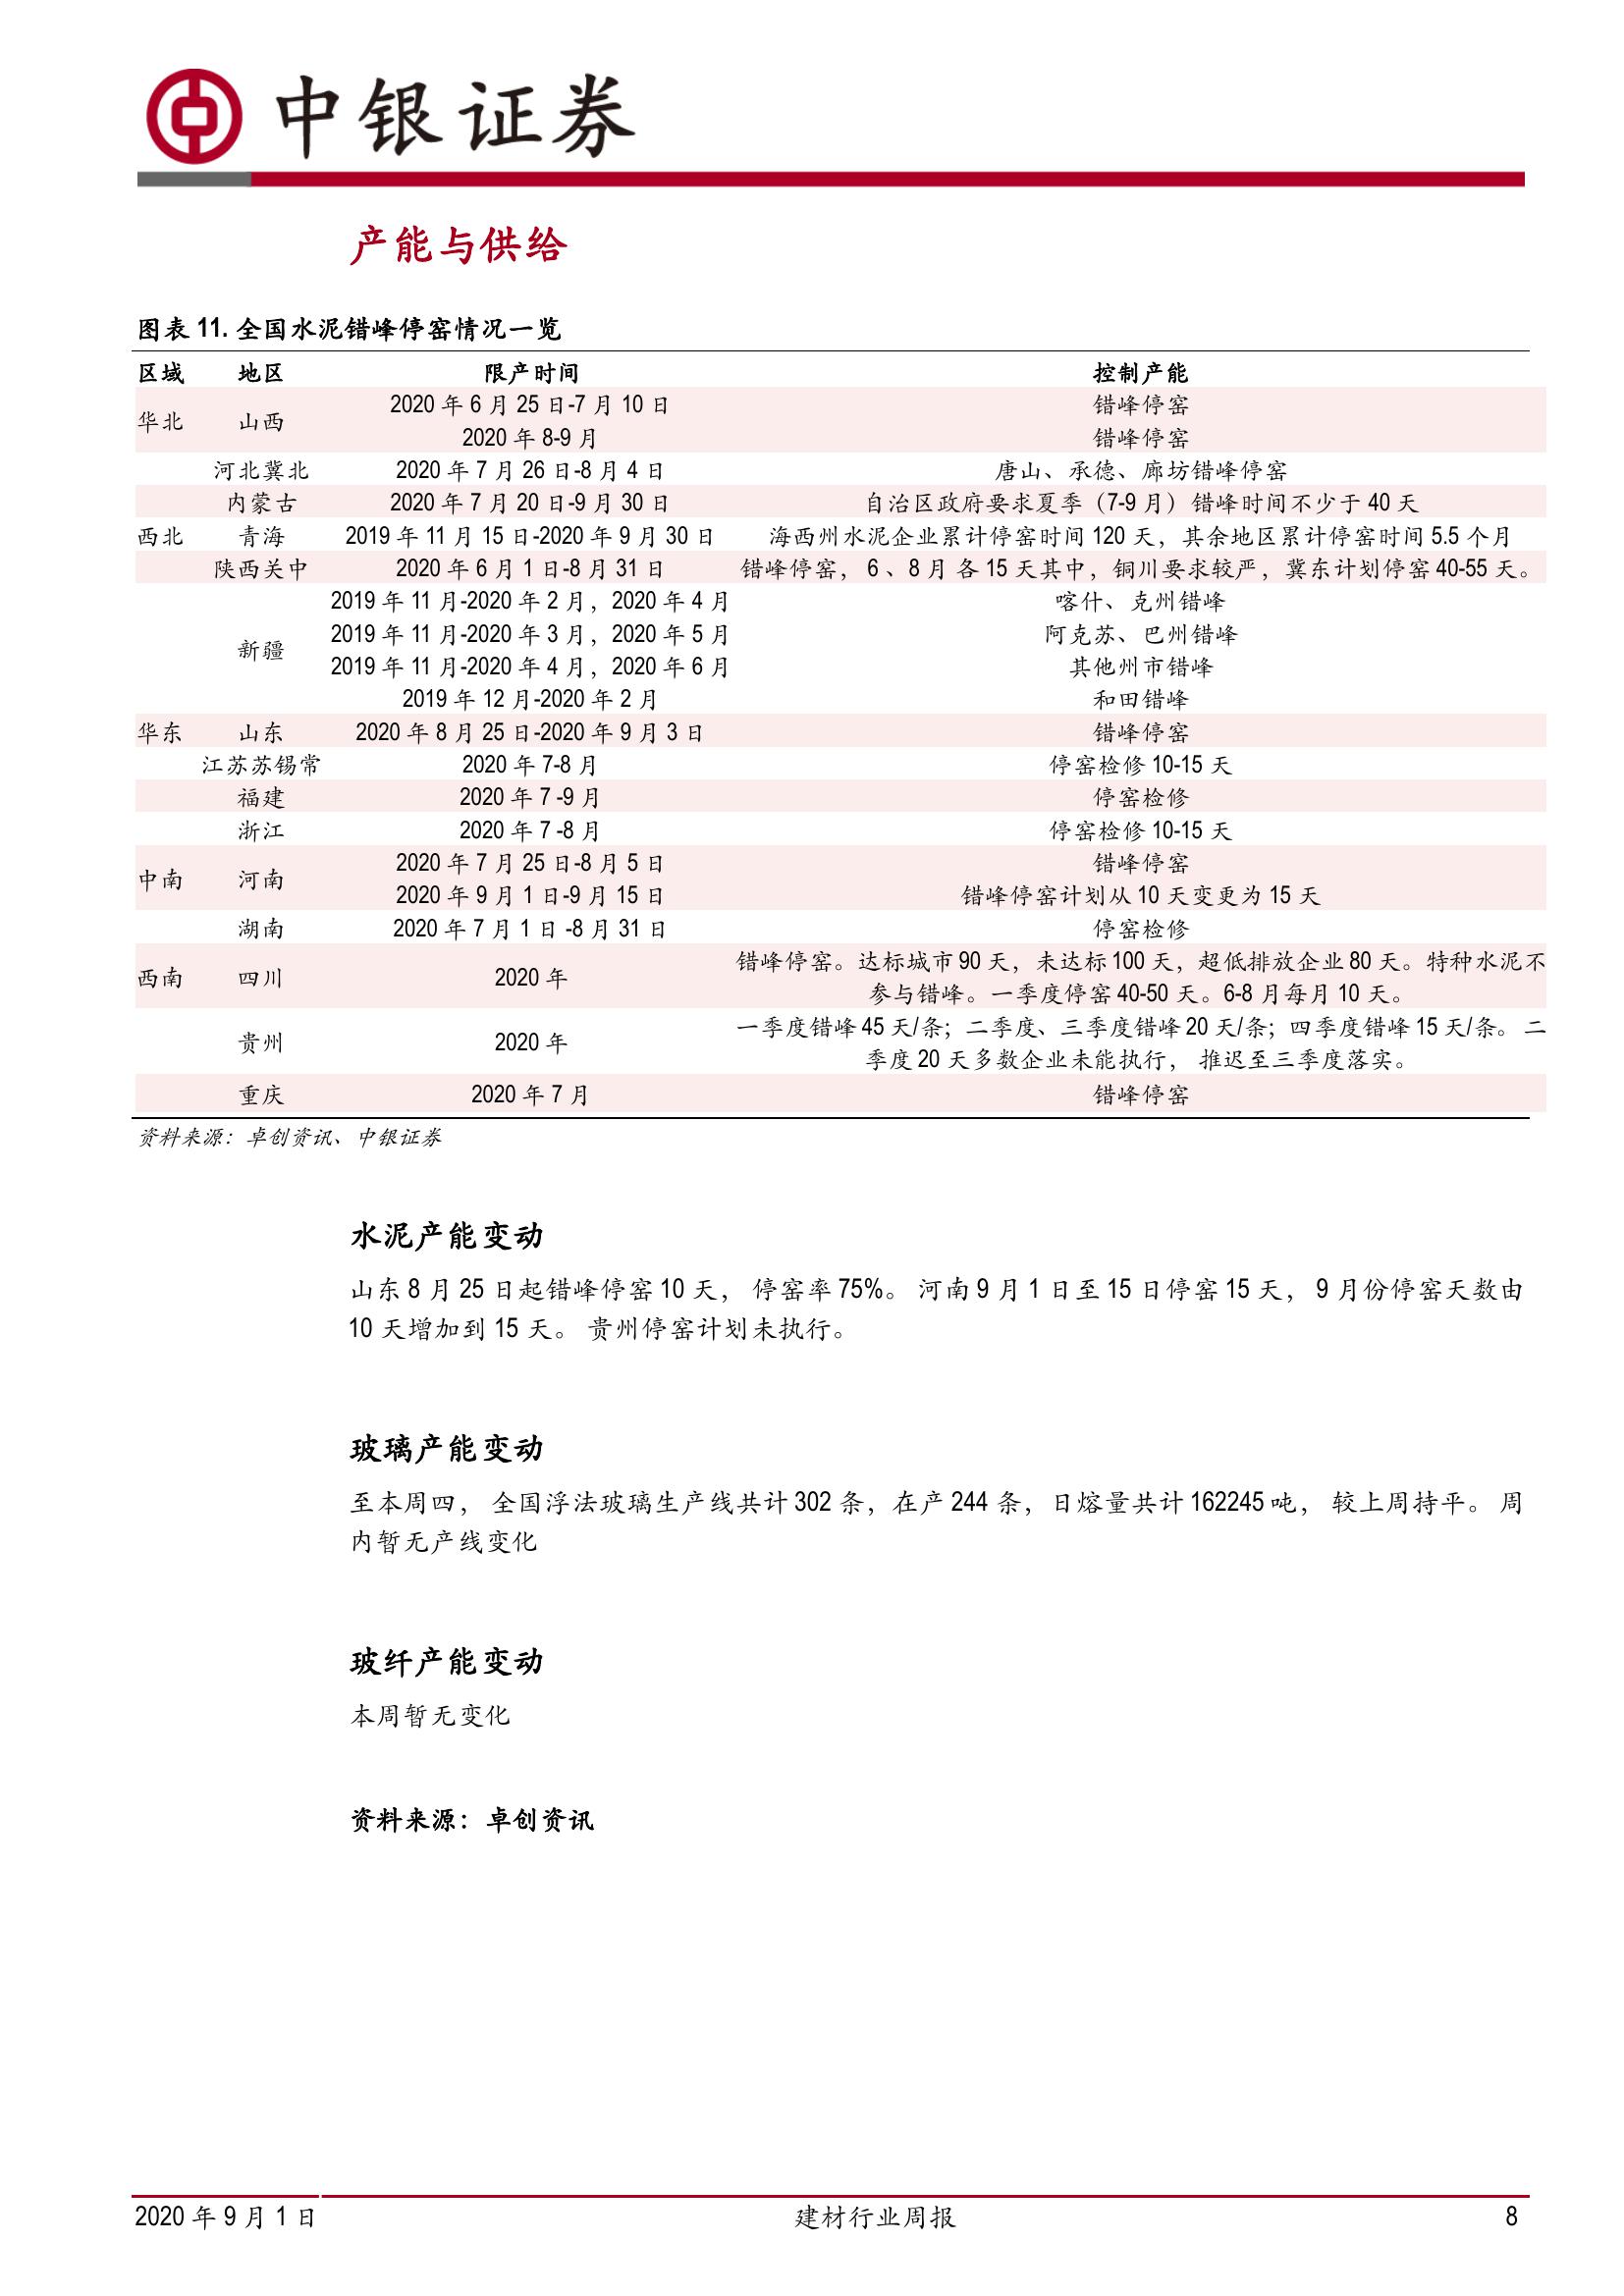 中银证券
产能与供给
图表 11. 全国水泥错峰停窑情况一览
区域 地区 限产时间 控制产能
华北 山西 2020 年 6 月 25 日-7 月 10 日 错峰停窑
2020 年 8-9 月 错峰停窑
河北冀北 2020 年 7 月 26 日-8 月 4 日 唐山、承德、廊坊错峰停窑
内蒙古 2020 年 7 月 20 日-9 月 30 日 自治区政府要求夏季（7-9 月）错峰时间不少于 40 天
西北 青海 2019 年 11 月 15 日-2020 年 9 月 30 日 海西州水泥企业累计停窑时间 120 天，其余地区累计停窑时间 5.5 个月
陕西关中 2020 年 6 月 1 日-8 月 31 日 错峰停窑， 6 、8 月 各 15 天其中，铜川要求较严，冀东计划停窑 40-55 天。
新疆 2019 年 11 月-2020 年 2 月，2020 年 4 月 喀什、克州错峰
2019 年 11 月-2020 年 3 月，2020 年 5 月 阿克苏、巴州错峰
2019 年 11 月-2020 年 4 月，2020 年 6 月 其他州市错峰
2019 年 12 月-2020 年 2 月 和田错峰
华东 山东 2020 年 8 月 25 日-2020 年 9 月 3 日 错峰停窑
江苏苏锡常 2020 年 7-8 月 停窑检修 10-15 天
福建 2020 年 7 -9 月 停窑检修
浙江 2020 年 7 -8 月 停窑检修 10-15 天
中南 河南 2020 年 7 月 25 日-8 月 5 日 错峰停窑
2020 年 9 月 1 日-9 月 15 日 错峰停窑计划从 10 天变更为 15 天
湖南 2020 年 7 月 1 日 -8 月 31 日 停窑检修
西南 四川 2020 年 错峰停窑。达标城市 90 天，未达标 100 天，超低排放企业 80 天。特种水泥不
参与错峰。一季度停窑 40-50 天。6-8 月每月 10 天。
贵州 2020 年 一季度错峰 45 天/条；二季度、三季度错峰 20 天/条；四季度错峰 15 天/条。二
季度 20 天多数企业未能执行， 推迟至三季度落实。
重庆 2020 年 7 月 错峰停窑
资料来源：卓创资讯、中银证券
水泥产能变动
山东 8 月 25 日起错峰停窑 10 天， 停窑率 75%。 河南 9 月 1 日至 15 日停窑 15 天， 9 月份停窑天数由
10 天增加到 15 天。 贵州停窑计划未执行。
玻璃产能变动
至本周四， 全国浮法玻璃生产线共计 302 条，在产 244 条，日熔量共计 162245 吨， 较上周持平。 周
内暂无产线变化
玻纤产能变动
本周暂无变化
资料来源：卓创资讯
2020 年 9 月 1 日 建材行业周报 8